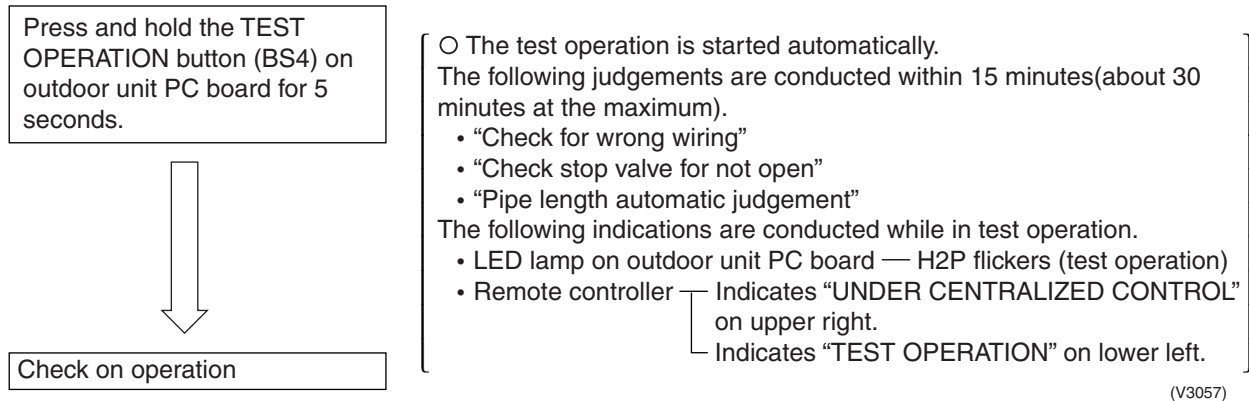 Press and hold the TEST
OPERATION button (BS4) on
outdoor unit PC board for 5
seconds.
○ The test operation is started automatically.
The following judgements are conducted within 15 minutes(about 30
minutes at the maximum).
• “Check for wrong wiring”
• “Check stop valve for not open”
• “Pipe length automatic judgement”
The following indications are conducted while in test operation.
• LED lamp on outdoor unit PC board — H2P flickers (test operation)
• Remote controller — Indicates “UNDER CENTRALIZED CONTROL”
on upper right.
Indicates “TEST OPERATION” on lower left.
Check on operation
(V3057)